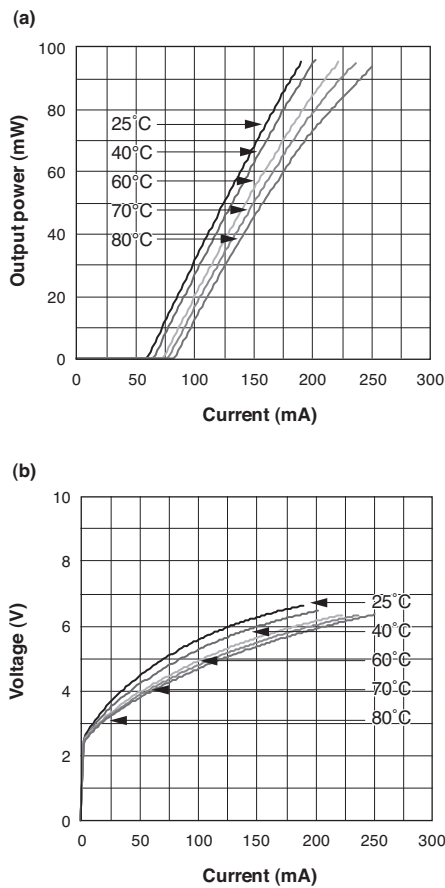 (a)
100
80
60
40
20
0
Output power (mW)
25°C
40°C
60°C
70°C
80°C
0 50 100 150 200 250 300
Current (mA)
(b)
10
8
6
4
2
0
Voltage (V)
25°C
40°C
60°C
70°C
80°C
0 50 100 150 200 250 300
Current (mA)